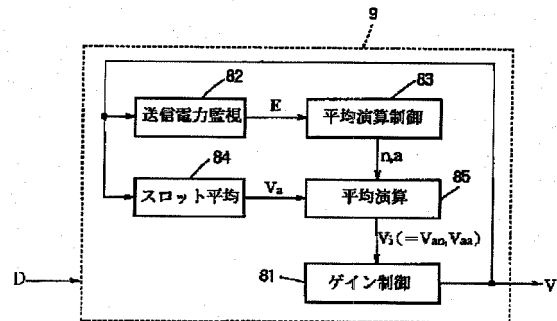 9
82
83
送信電力監視
E
平均演算制御
84
n,a
85
スロット平均
Va
平均演算
Vi(=Van,Vaa)
81
ゲイン制御
D
V